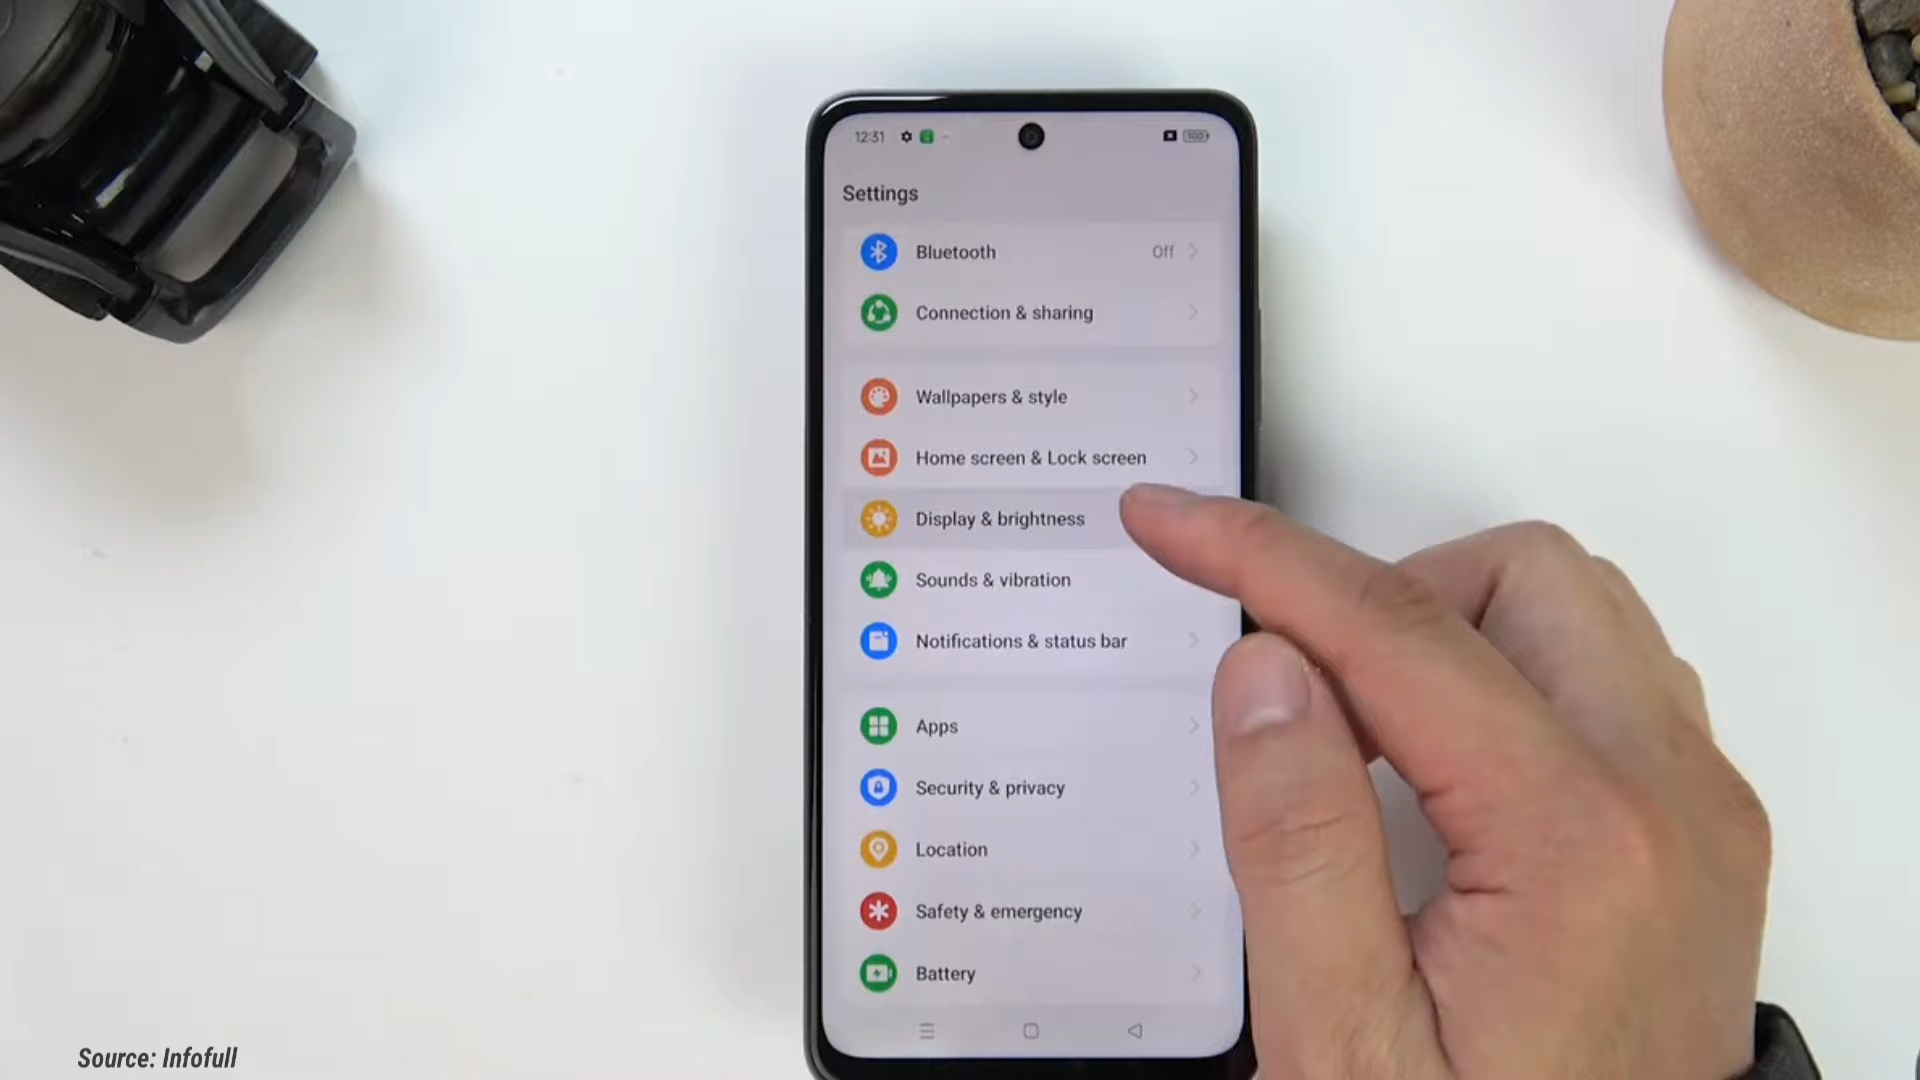 12:31
100
Settings
Bluetooth Off
Connection & sharing
Wallpapers & style
Home screen & Lock screen
Display & brightness
Sounds & vibration
Notifications & status bar
Apps
Security & privacy
Location
Safety & emergency
Battery
Source: Infofull